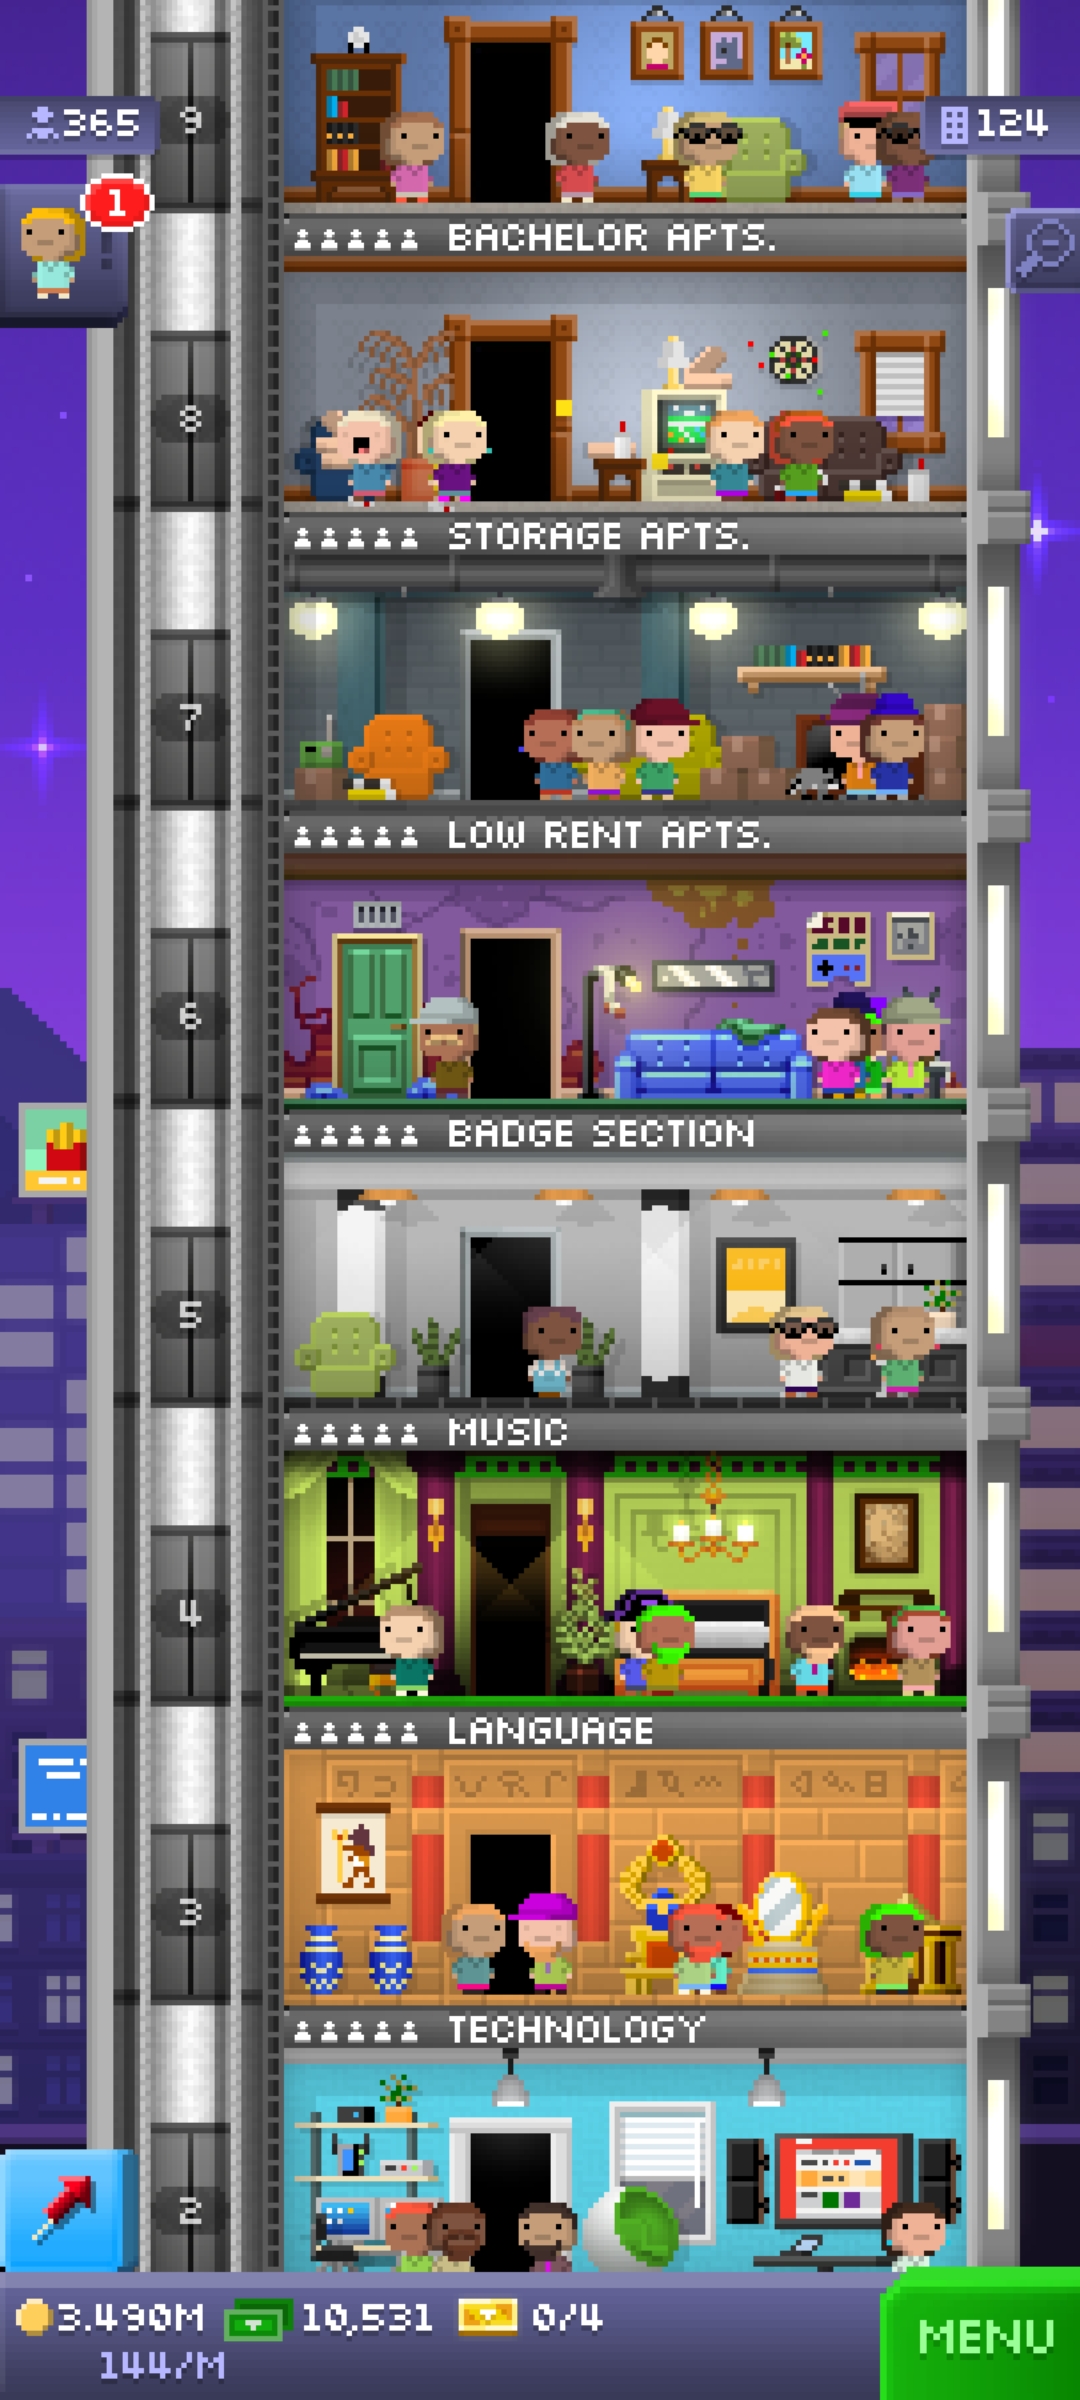 365
9
124
1
BACHELOR APTS.
8
STORAGE APTS.
7
LOW RENT APTS.
6
BADGE SECTION
5
MUSIC
4
LANGUAGE
3
TECHNOLOGY
2
3.490M
10,531
0/4
144/M
MENU